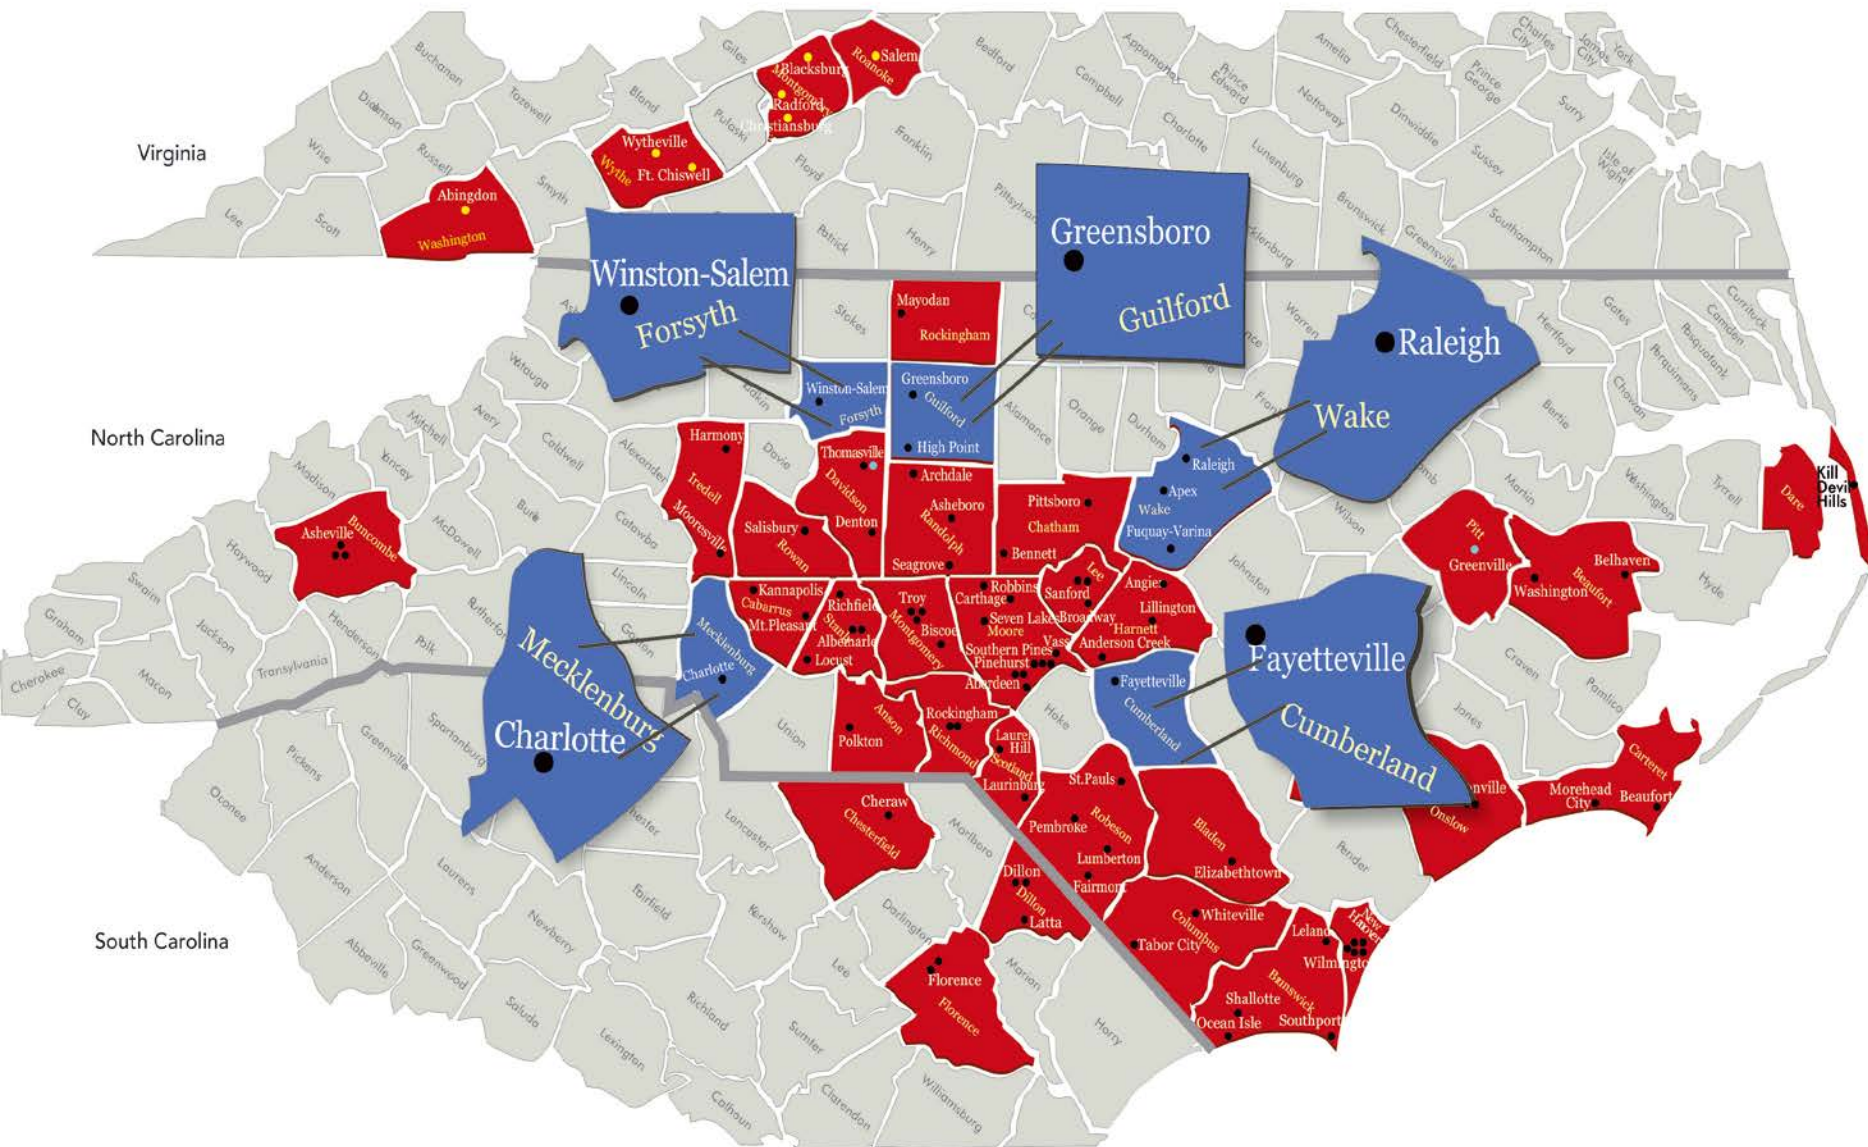 Virginia
Buchanan
Dickenson
Wise
Tazewell
Russell
Lee
Scott
Smyth
Abingdon
Washington
Bland
Giles
Pulaski
Wytheville
Wythe
Ft. Chiswell
Blacksburg
Montgomery
Radford
Christiansburg
Salem
Roanoke
Floyd
Franklin
Patrick
Henry
Bedford
Campbell
Appomattox
Prince
Edward
Charlotte
Lunenburg
Nottoway
Amelia
Chesterfield
Charles
City
James
City
York
Prince
George
Surry
Dinwiddie
Sussex
Isle of
Wight
Southampton
Brunswick
Greensville
Winston-Salem
Forsyth
Greensboro
Guilford
Raleigh
Wake
North Carolina
Stokes
Mayodan
Rockingham
Warren
Hertford
Gates
Currituck
Camden
Pasquotank
Perquimans
Chowan
Bertie
Watauga
Avery
Mitchell
Yancey
Madison
Caldwell
Alexander
Burke
McDowell
Catawba
Lincoln
Gaston
Harmony
Iredell
Mooresville
Davie
Winston-Salem
Forsyth
Greensboro
Guilford
High Point
Alamance
Orange
Durham
Raleigh
Apex
Wake
Fuquay-Varina
Thomasville
Davidson
Denton
Salisbury
Rowan
Archdale
Asheboro
Randolph
Seagrove
Pittsboro
Chatham
Bennett
Wilson
Johnston
Martin
Washington
Tyrrell
Dare
Kill
Devil
Hills
Hyde
Pitt
Greenville
Washington
Belhaven
Beaufort
Craven
Pamlico
Jones
Asheville
Buncombe
Haywood
Swain
Graham
Cherokee
Clay
Macon
Jackson
Transylvania
Henderson
Polk
Mecklenburg
Charlotte
Mecklenburg
Charlotte
Kannapolis
Cabarrus
Mt.Pleasant
Richfield
Albemarle
Locust
Troy
Biscoe
Montgomery
Robbins
Carthage
Seven Lakes
Moore
Vass
Southern Pines
Pinehurst
Aberdeen
Lee
Sanford
Broadway
Angier
Lillington
Harnett
Anderson Creek
Fayetteville
Cumberland
Fayetteville
Cumberland
Union
Polkton
Anson
Rockingham
Richmond
Hoke
Laurel
Hill
Scotland
Laurinburg
St.Pauls
Pembroke
Robeson
Lumberton
Fairmont
Bladen
Elizabethtown
Pender
Onslow
Morehead
City
Beaufort
Carteret
Whiteville
Columbus
Tabor City
Leland
New
Hanover
Brunswick
Shallotte
Ocean Isle
Southport
South Carolina
Oconee
Pickens
Greenville
Spartanburg
Anderson
Laurens
Abbeville
Greenwood
Newberry
Saluda
Fairfield
Lancaster
Kershaw
Lexington
Richland
Sumter
Lee
Calhoun
Clarendon
Williamsburg
Cheraw
Chesterfield
Marlboro
Darlington
Dillon
Dillon
Latta
Florence
Florence
Marion
Horry